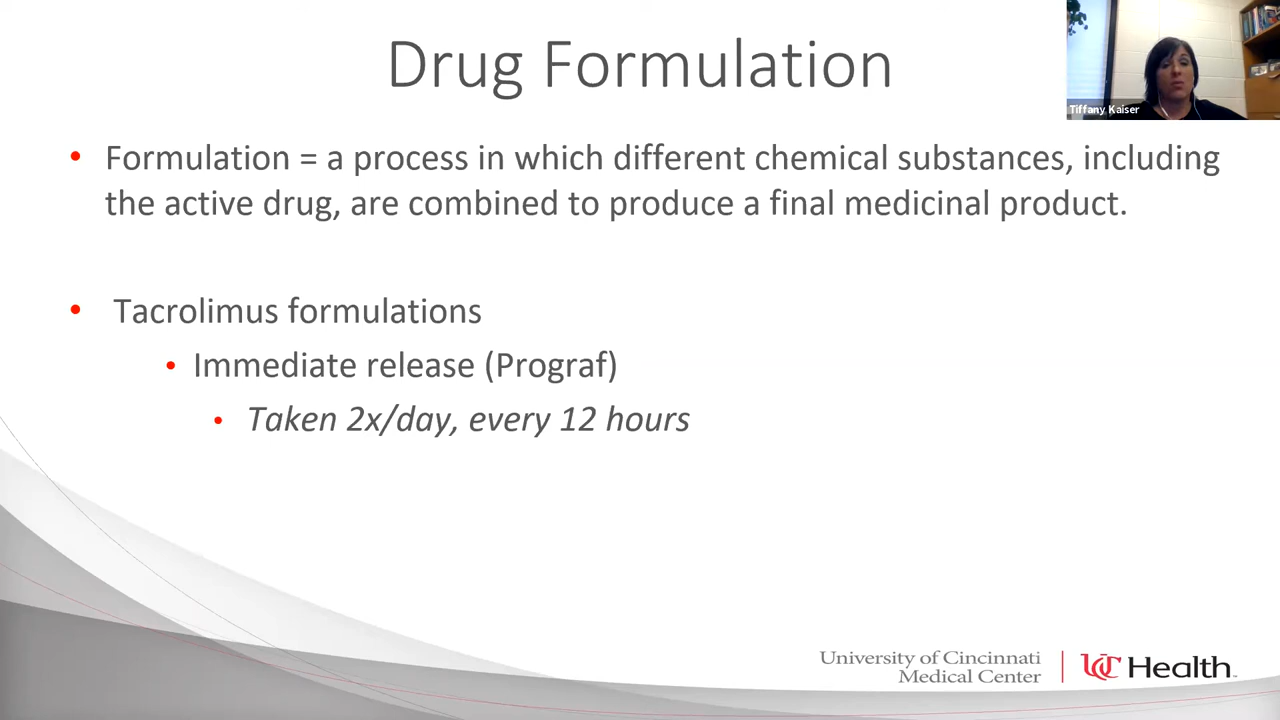 Drug Formulation
Tiffany Kaiser
• Formulation = a process in which different chemical substances, including
the active drug, are combined to produce a final medicinal product.
• Tacrolimus formulations
• Immediate release (Prograf)
• Taken 2x/day, every 12 hours
University of Cincinnati
Medical Center
UC Health™